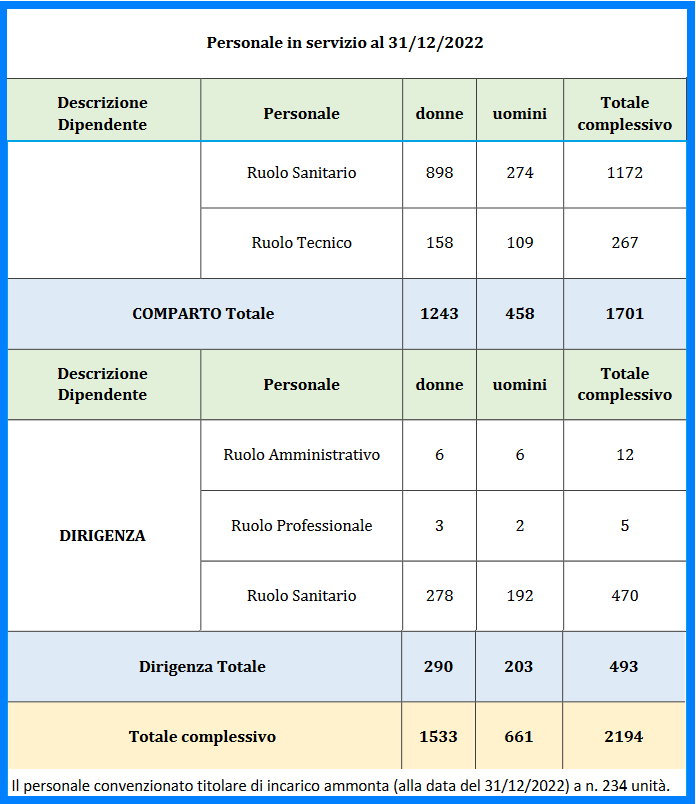 Personale in servizio al 31/12/2022
Descrizione Dipendente Personale donne uomini Totale complessivo
Ruolo Sanitario 898 274 1172
Ruolo Tecnico 158 109 267
COMPARTO Totale 1243 458 1701
Descrizione Dipendente Personale donne uomini Totale complessivo
Ruolo Amministrativo 6 6 12
Ruolo Professionale 3 2 5
DIRIGENZA
Ruolo Sanitario 278 192 470
Dirigenza Totale 290 203 493
Totale complessivo 1533 661 2194
Il personale convenzionato titolare di incarico ammonta (alla data del 31/12/2022) a n. 234 unità.